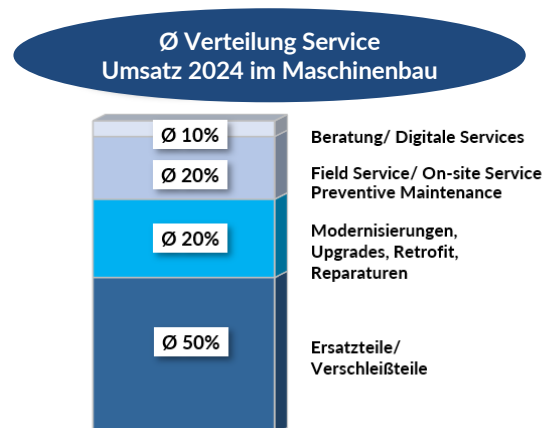 Ø Verteilung Service
Umsatz 2024 im Maschinenbau
Ø 10%
Beratung/ Digitale Services
Ø 20%
Field Service/ On-site Service
Preventive Maintenance
Ø 20%
Modernisierungen,
Upgrades, Retrofit,
Reparaturen
Ø 50%
Ersatzteile/
Verschleißteile